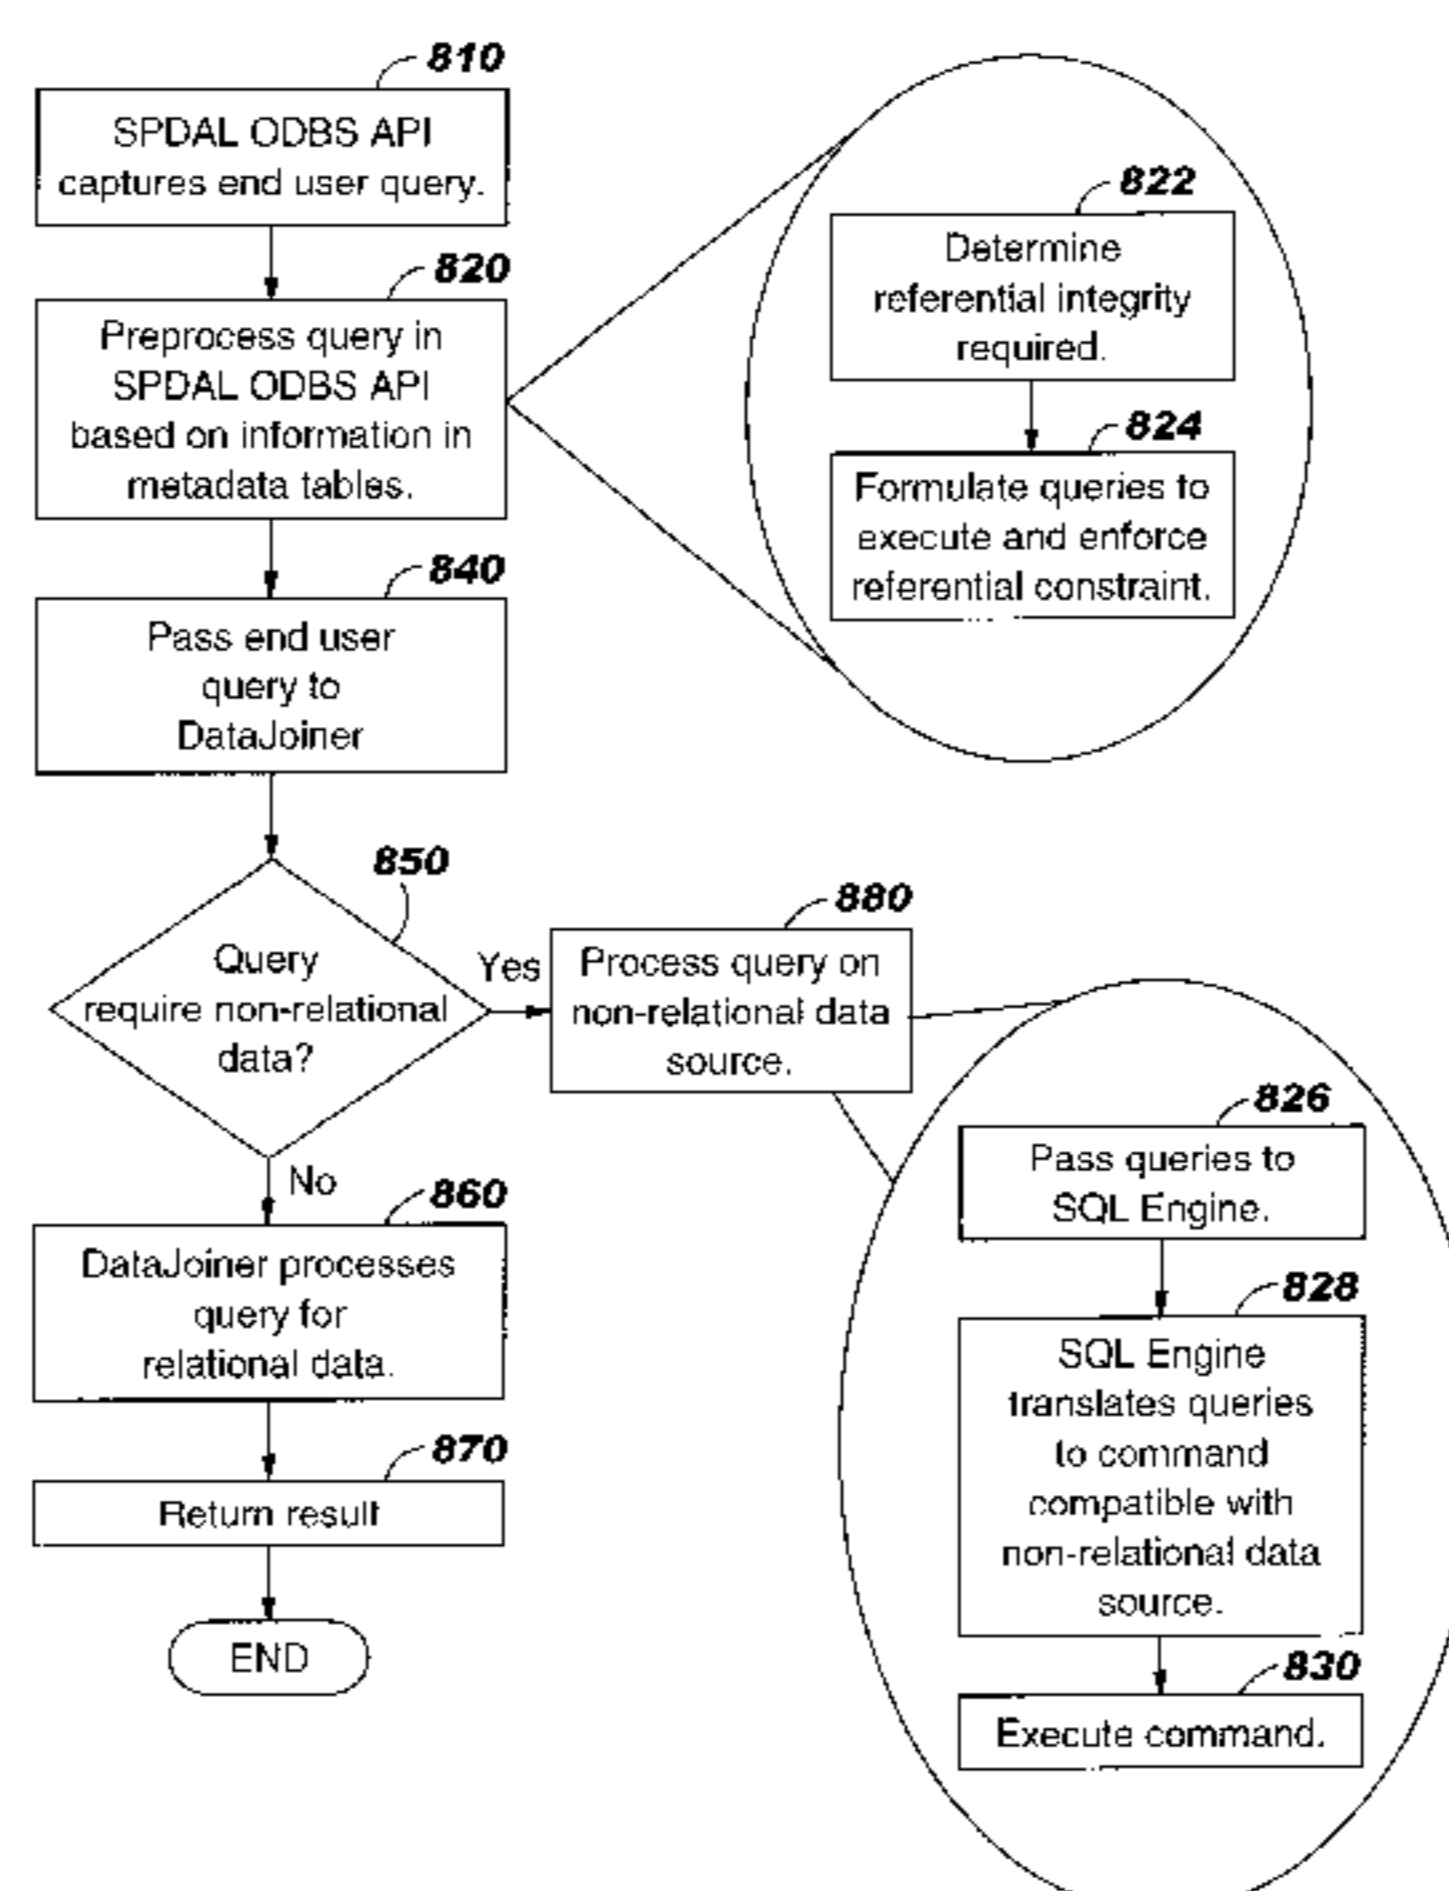 810
SPDAL ODBS API
captures end user query.
820
Preprocess query in
SPDAL ODBS API
based on information in
metadata tables.
822
Determine
referential integrity
required.
824
Formulate queries to
execute and enforce
referential constraint.
840
Pass end user
query to
DataJoiner
850
Query
require non-relational
data?
Yes
No
880
Process query on
non-relational data
source.
826
Pass queries to
SQL Engine.
828
SQL Engine
translates queries
to command
compatible with
non-relational data
source.
830
Execute command.
860
DataJoiner processes
query for
relational data.
870
Return result
END